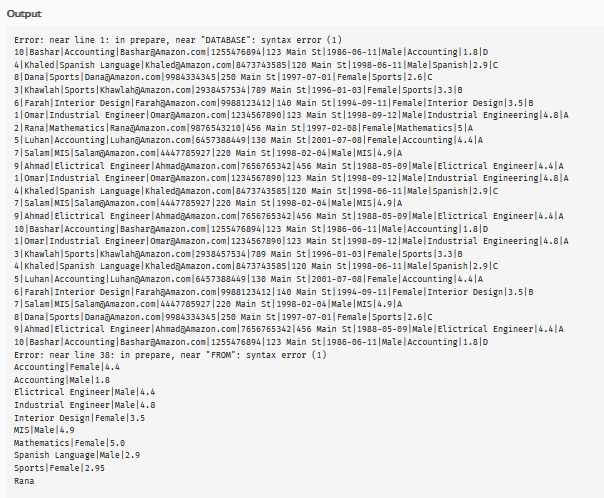 Output
Error: near line 1: in prepare, near "DATABASE": syntax error (1)
10|Bashar|Accounting|Bashar@Amazon.com|1255476894|123 Main St|1986-06-11|Male|Accounting|1.8|D
4|Khaled|Spanish Language|Khaled@Amazon.com|8473743585|120 Main St|1998-06-11|Male|Spanish|2.9|C
8|Dana|Sports|Dana@Amazon.com|9984334345|250 Main St|1997-07-01|Female|Sports|2.6|C
3|Khawlah|Sports|Khawlah@Amazon.com|2938457534|789 Main St|1996-01-03|Female|Sports|3.3|B
6|Farah|Interior Design|Farah@Amazon.com|9988123412|140 Main St|1994-09-11|Female|Interior Design|3.5|B
1|Omar|Industrial Engineer|Omar@Amazon.com|1234567890|123 Main St|1998-09-12|Male|Industrial Engineering|4.8|A
2|Rana|Mathematics|Rana@Amazon.com|9876543210|456 Main St|1997-02-08|Female|Mathematics|5|A
5|Luhan|Accounting|Luhan@Amazon.com|6457388449|130 Main St|2001-07-08|Female|Accounting|4.4|A
7|Salam|MIS|Salam@Amazon.com|4447785927|220 Main St|1998-02-04|Male|MIS|4.9|A
9|Ahmad|Elictrical Engineer|Ahmad@Amazon.com|7656765342|456 Main St|1988-05-09|Male|Elictrical Engineer|4.4|A
1|Omar|Industrial Engineer|Omar@Amazon.com|1234567890|123 Main St|1998-09-12|Male|Industrial Engineering|4.8|A
4|Khaled|Spanish Language|Khaled@Amazon.com|8473743585|120 Main St|1998-06-11|Male|Spanish|2.9|C
7|Salam|MIS|Salam@Amazon.com|4447785927|220 Main St|1998-02-04|Male|MIS|4.9|A
9|Ahmad|Elictrical Engineer|Ahmad@Amazon.com|7656765342|456 Main St|1988-05-09|Male|Elictrical Engineer|4.4|A
10|Bashar|Accounting|Bashar@Amazon.com|1255476894|123 Main St|1986-06-11|Male|Accounting|1.8|D
1|Omar|Industrial Engineer|Omar@Amazon.com|1234567890|123 Main St|1998-09-12|Male|Industrial Engineering|4.8|A
3|Khawlah|Sports|Khawlah@Amazon.com|2938457534|789 Main St|1996-01-03|Female|Sports|3.3|B
4|Khaled|Spanish Language|Khaled@Amazon.com|8473743585|120 Main St|1998-06-11|Male|Spanish|2.9|C
5|Luhan|Accounting|Luhan@Amazon.com|6457388449|130 Main St|2001-07-08|Female|Accounting|4.4|A
6|Farah|Interior Design|Farah@Amazon.com|9988123412|140 Main St|1994-09-11|Female|Interior Design|3.5|B
7|Salam|MIS|Salam@Amazon.com|4447785927|220 Main St|1998-02-04|Male|MIS|4.9|A
8|Dana|Sports|Dana@Amazon.com|9984334345|250 Main St|1997-07-01|Female|Sports|2.6|C
9|Ahmad|Elictrical Engineer|Ahmad@Amazon.com|7656765342|456 Main St|1988-05-09|Male|Elictrical Engineer|4.4|A
10|Bashar|Accounting|Bashar@Amazon.com|1255476894|123 Main St|1986-06-11|Male|Accounting|1.8|D
Error: near line 38: in prepare, near "FROM": syntax error (1)
Accounting|Female|4.4
Accounting|Male|1.8
Elictrical Engineer|Male|4.4
Industrial Engineer|Male|4.8
Interior Design|Female|3.5
MIS|Male|4.9
Mathematics|Female|5.0
Spanish Language|Male|2.9
Sports|Female|2.95
Rana